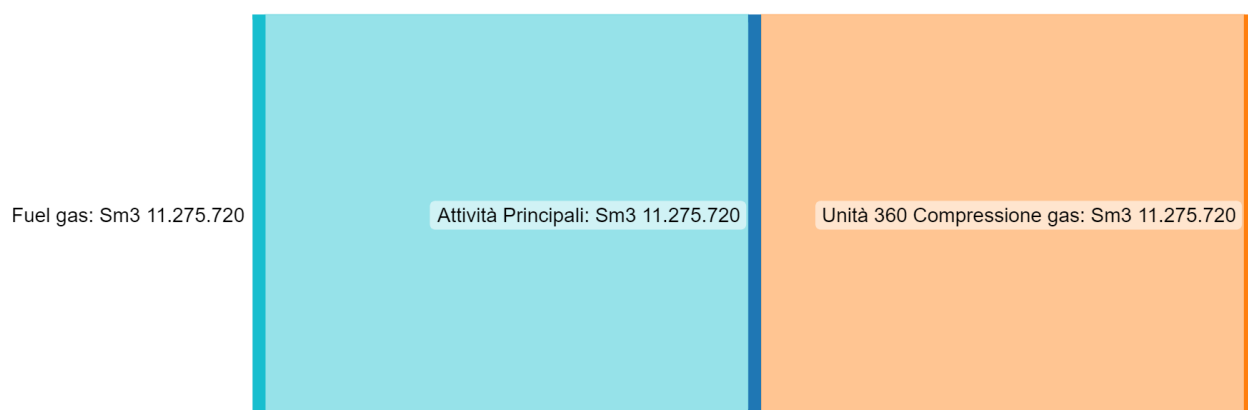 Fuel gas: Sm3 11.275.720
Attività Principali: Sm3 11.275.720
Unità 360 Compressione gas: Sm3 11.275.720